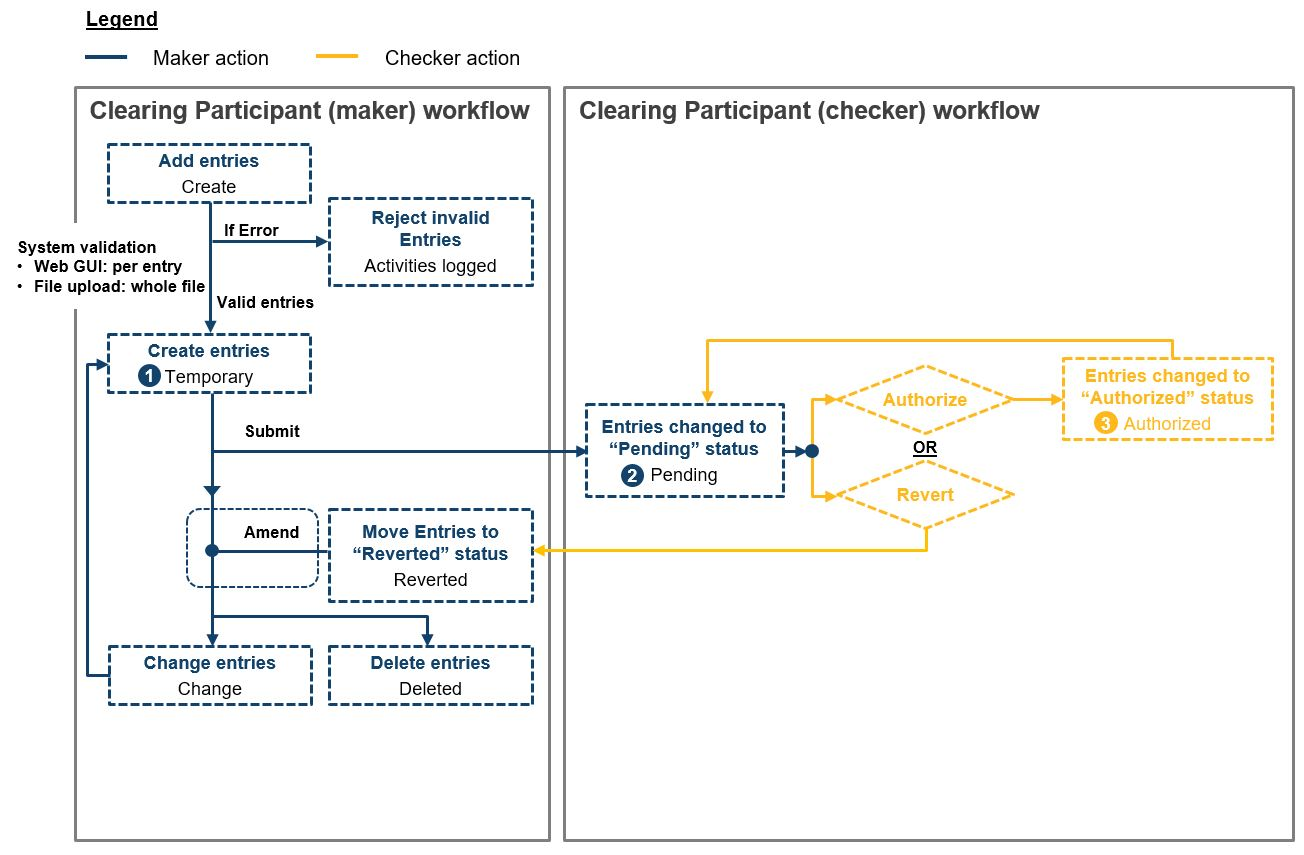 Legend
Maker action
Checker action
Clearing Participant (maker) workflow
Clearing Participant (checker) workflow
Add entries
Create
If Error
Reject invalid
Entries
Activities logged
System validation
• Web GUI: per entry
• File upload: whole file
Valid entries
Create entries
1 Temporary
Submit
Entries changed to
“Pending” status
2 Pending
Authorize
OR
Revert
Entries changed to
“Authorized” status
3 Authorized
Amend
Move Entries to
“Reverted” status
Reverted
Change entries
Change
Delete entries
Deleted